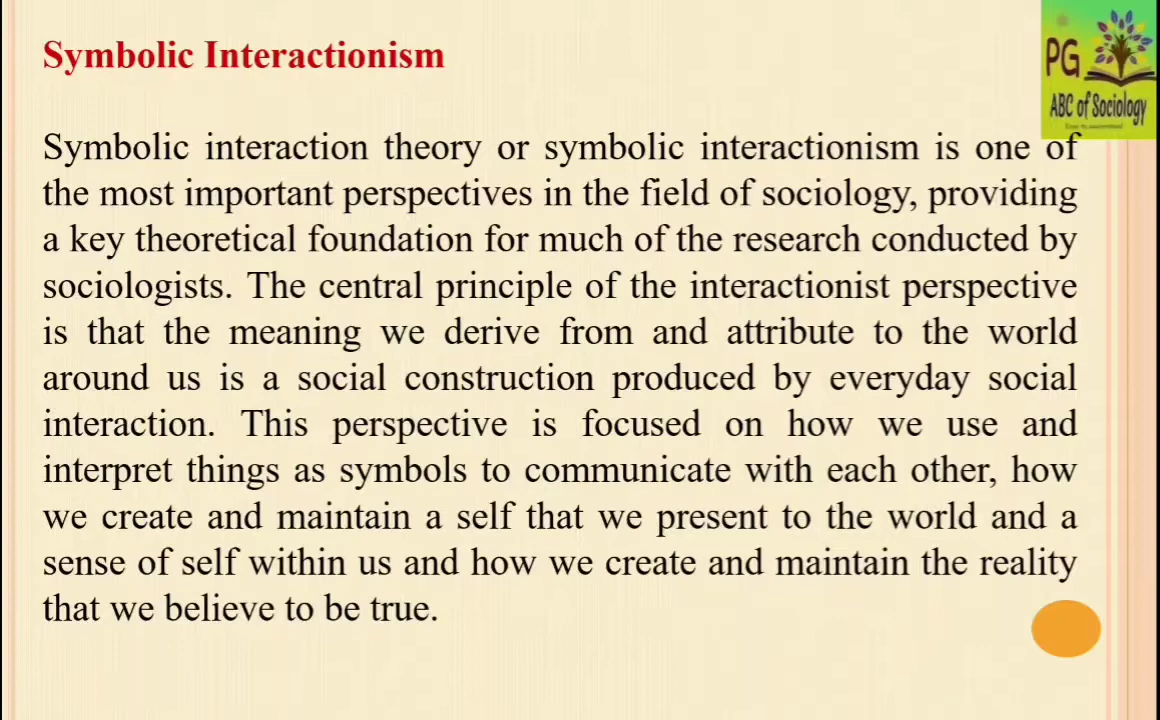 Symbolic Interactionism
PG
ABC of Sociology
Symbolic interaction theory or symbolic interactionism is one of
the most important perspectives in the field of sociology, providing
a key theoretical foundation for much of the research conducted by
sociologists. The central principle of the interactionist perspective
is that the meaning we derive from and attribute to the world
around us is a social construction produced by everyday social
interaction. This perspective is focused on how we use and
interpret things as symbols to communicate with each other, how
we create and maintain a self that we present to the world and a
sense of self within us and how we create and maintain the reality
that we believe to be true.